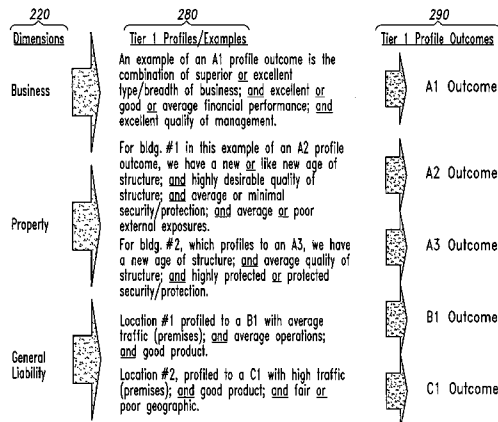 220
280
290
Dimensions
Tier 1 Profiles/Examples
Tier 1 Profile Outcomes
Business
An example of an A1 profile outcome is the
combination of superior or excellent
type/breadth of business; and excellent or
good or average financial performance; and
excellent quality of management.
A1 Outcome
Property
For bldg. #1 in this example of an A2 profile
outcome, we have a new or like new age of
structure; and highly desirable quality of
structure; and average or minimal
security/protection; and average or poor
external exposures.
A2 Outcome
For bldg. #2, which profiles to an A3, we have
a new age of structure; and average quality of
structure; and highly protected or protected
security/protection.
A3 Outcome
General
Liability
Location #1 profiled to a B1 with average
traffic (premises); and average operations;
and good product.
B1 Outcome
Location #2, profiled to a C1 with high traffic
(premises); and good product; and fair or
poor geographic.
C1 Outcome